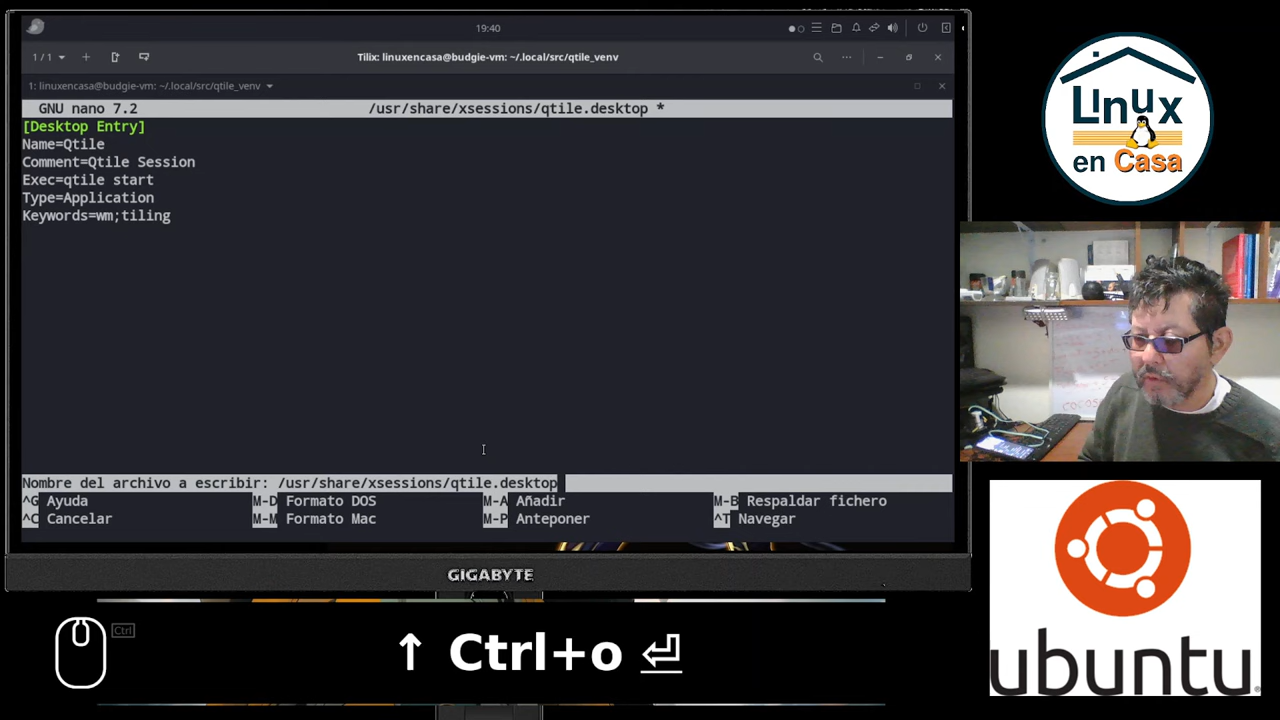 19:40
1 / 1
Tilix: linuxencasa@budgie-vm: ~/.local/src/qtile_venv
1: linuxencasa@budgie-vm: ~/.local/src/qtile_venv
GNU nano 7.2 /usr/share/xsessions/qtile.desktop *
[Desktop Entry]
Name=Qtile
Comment=Qtile Session
Exec=qtile start
Type=Application
Keywords=wm;tiling
Nombre del archivo a escribir: /usr/share/xsessions/qtile.desktop
^G Ayuda M-D Formato DOS M-A Añadir M-B Respaldar fichero
^C Cancelar M-M Formato Mac M-P Anteponer ^T Navegar
GIGABYTE
Ctrl
↑ Ctrl+o ⏎
Linux
en Casa
ubuntu